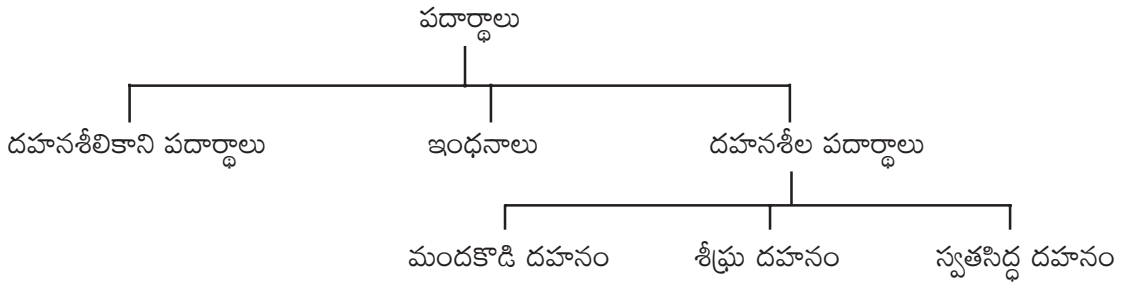 పదార్థాలు
దహనశీలికాని పదార్థాలు ఇంధనాలు దహనశీల పదార్థాలు
మందకొడి దహనం శీఘ్ర దహనం స్వతసిద్ధ దహనం